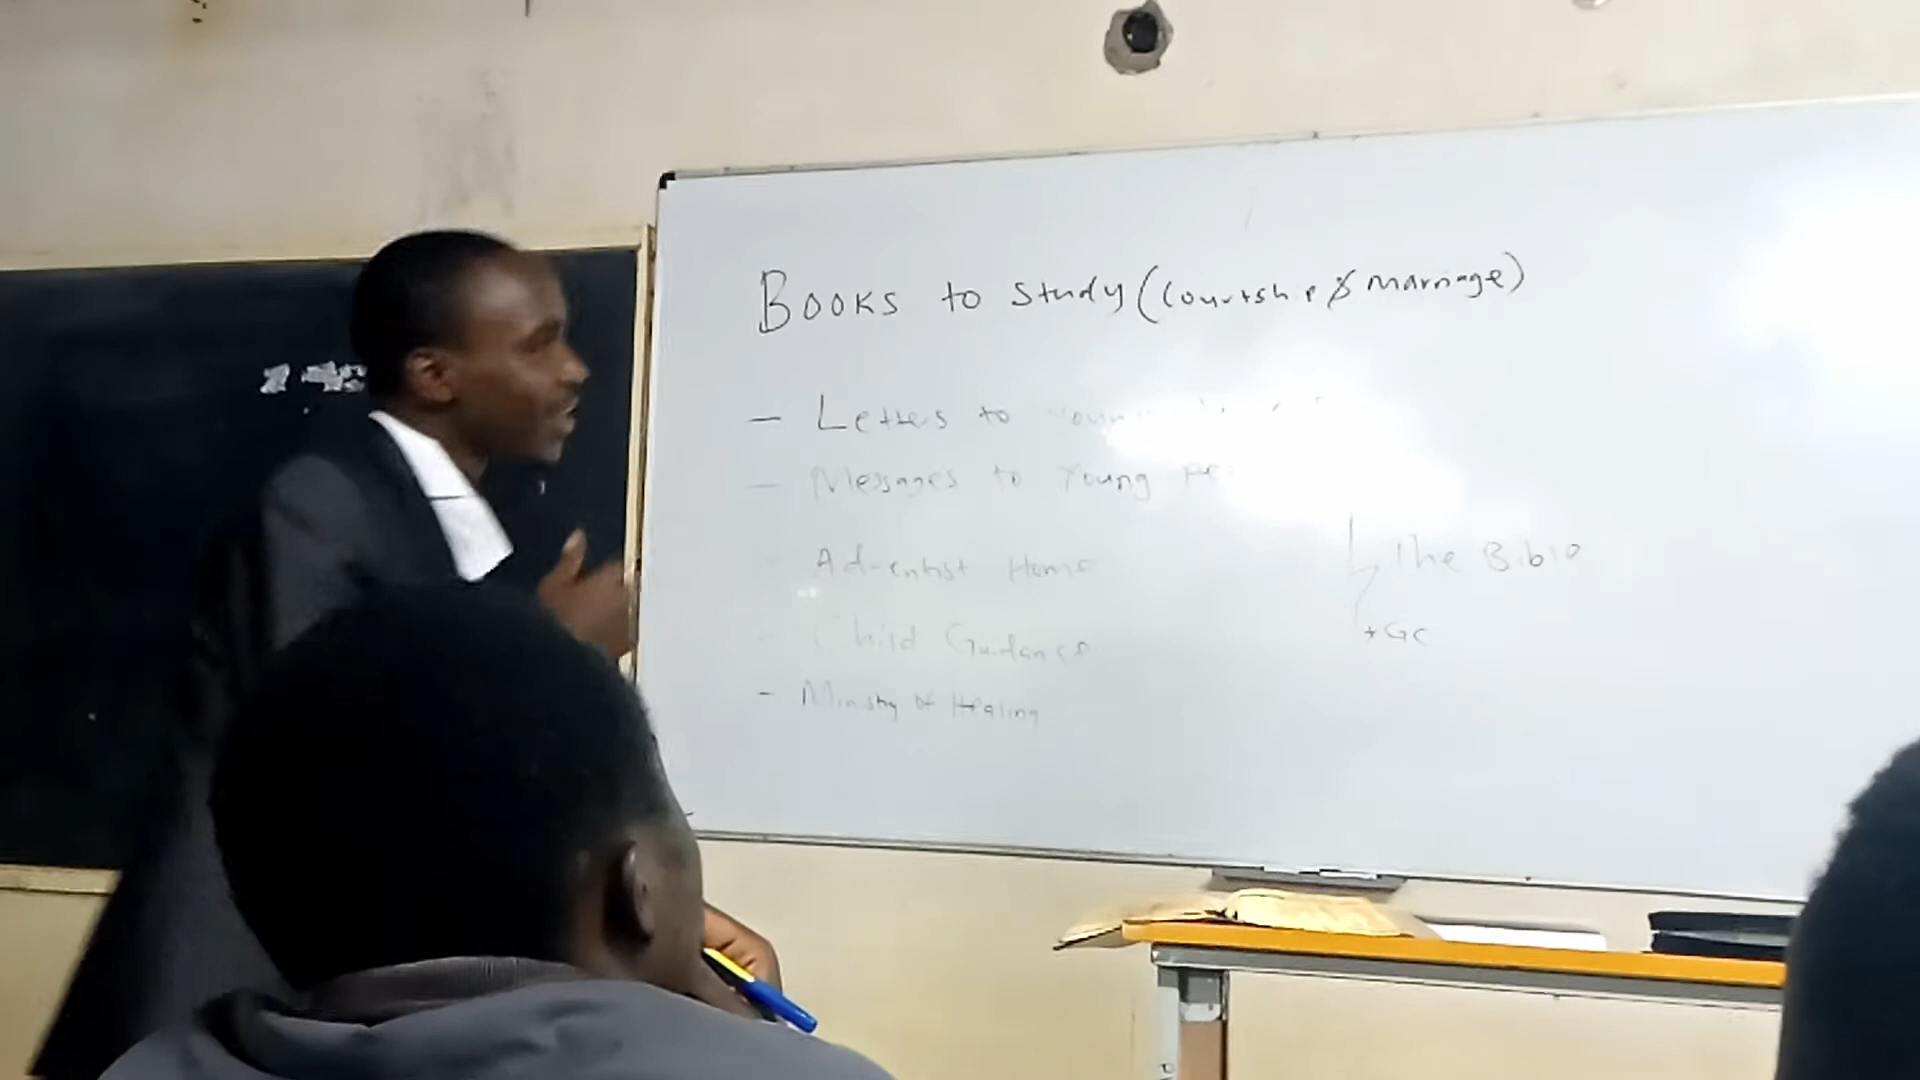 BOOKS to study (Courtship & Marriage)
- Letters to
- Messages to Young
Adventist Home
- Child Guidance
- Ministry of Healing
The Bible
+GC